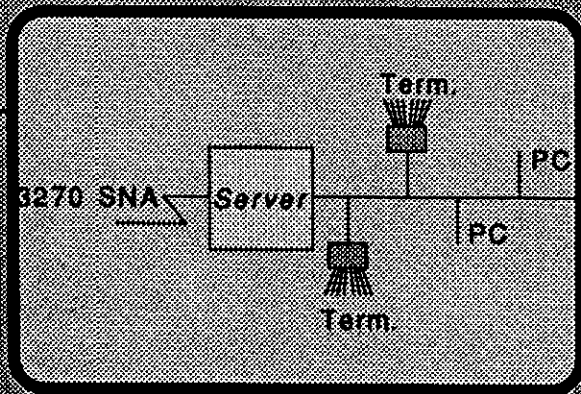 Term.
PC
3270 SNA
Server
PC
Term.